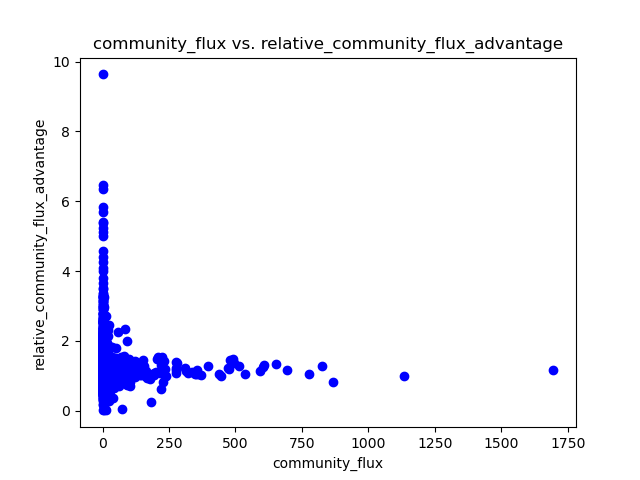 community_flux vs. relative_community_flux_advantage
relative_community_flux_advantage
10
8
6
4
2
0
0 250 500 750 1000 1250 1500 1750
community_flux